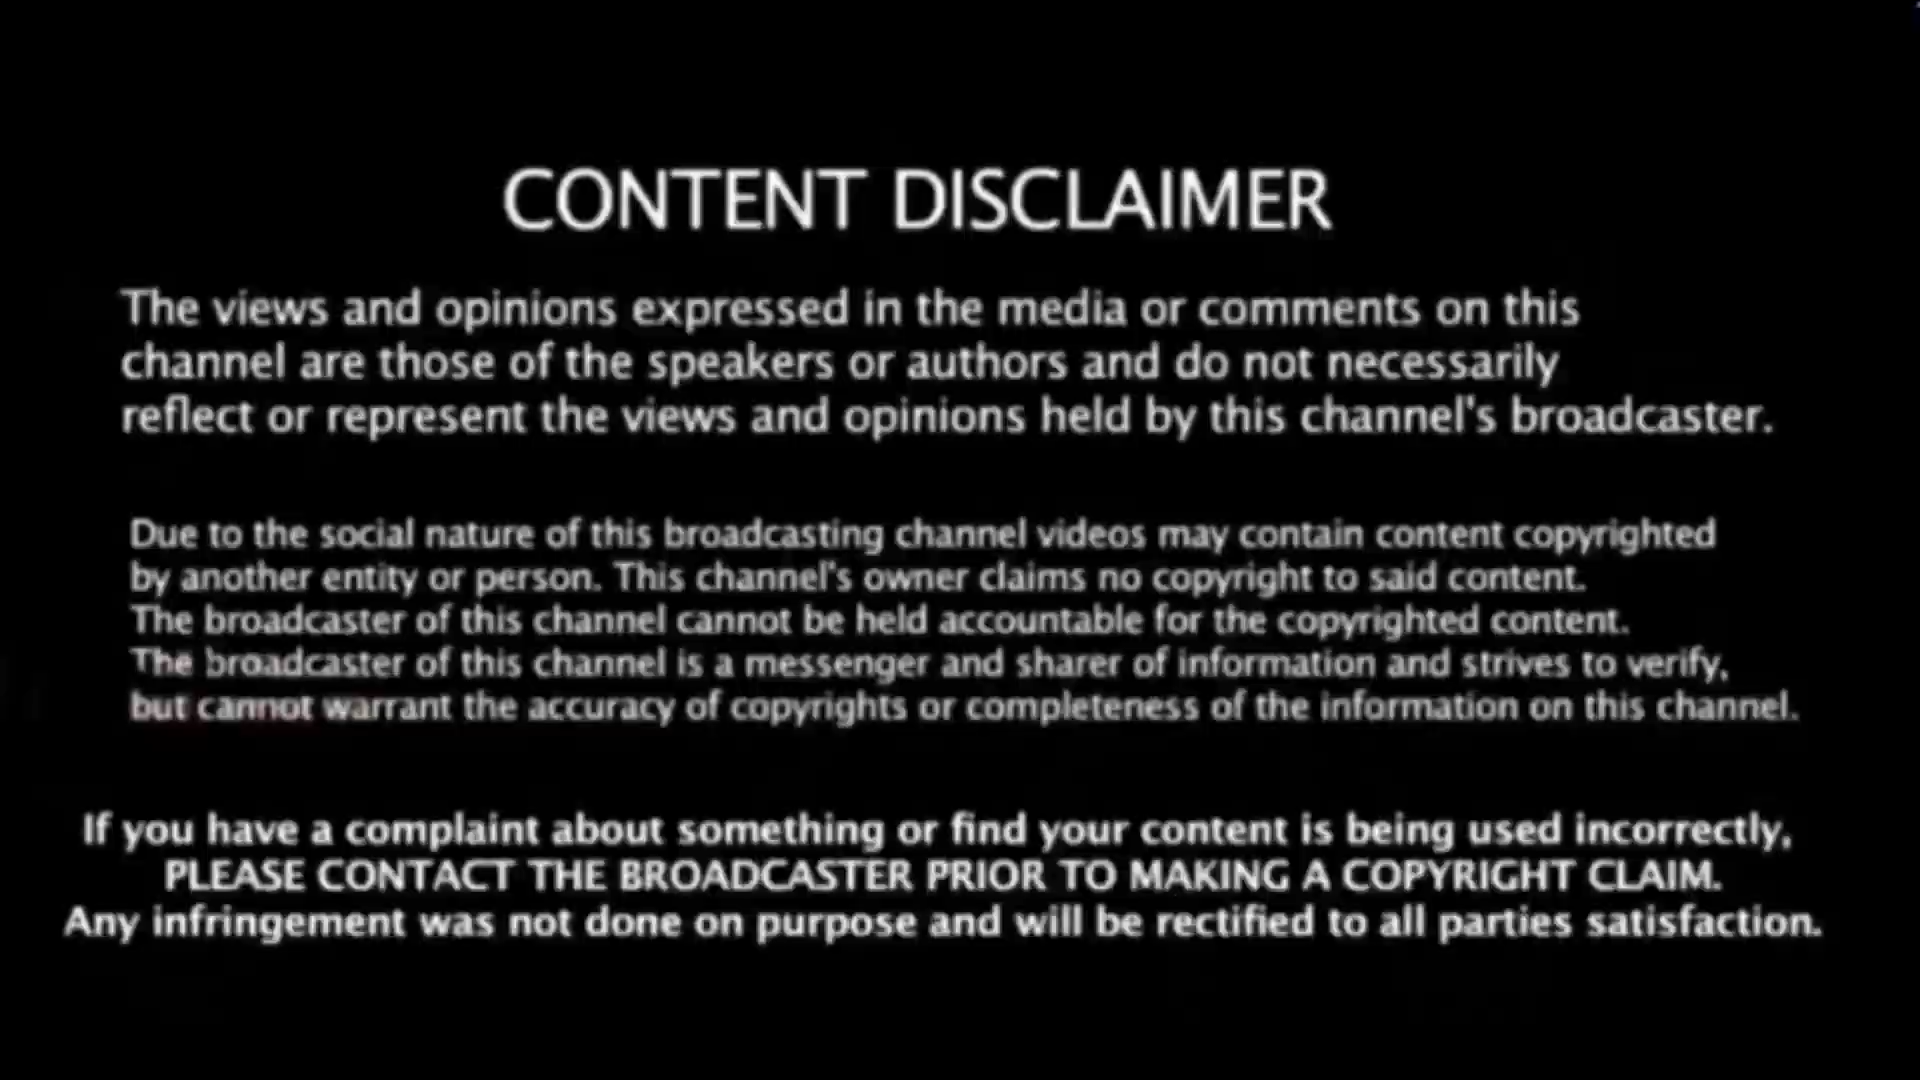 CONTENT DISCLAIMER
The views and opinions expressed in the media or comments on this
channel are those of the speakers or authors and do not necessarily
reflect or represent the views and opinions held by this channel's broadcaster.
Due to the social nature of this broadcasting channel videos may contain content copyrighted
by another entity or person. This channel's owner claims no copyright to said content.
The broadcaster of this channel cannot be held accountable for the copyrighted content.
The broadcaster of this channel is a messenger and sharer of information and strives to verify,
but cannot warrant the accuracy of copyrights or completeness of the information on this channel.
If you have a complaint about something or find your content is being used incorrectly,
PLEASE CONTACT THE BROADCASTER PRIOR TO MAKING A COPYRIGHT CLAIM.
Any infringement was not done on purpose and will be rectified to all parties satisfaction.